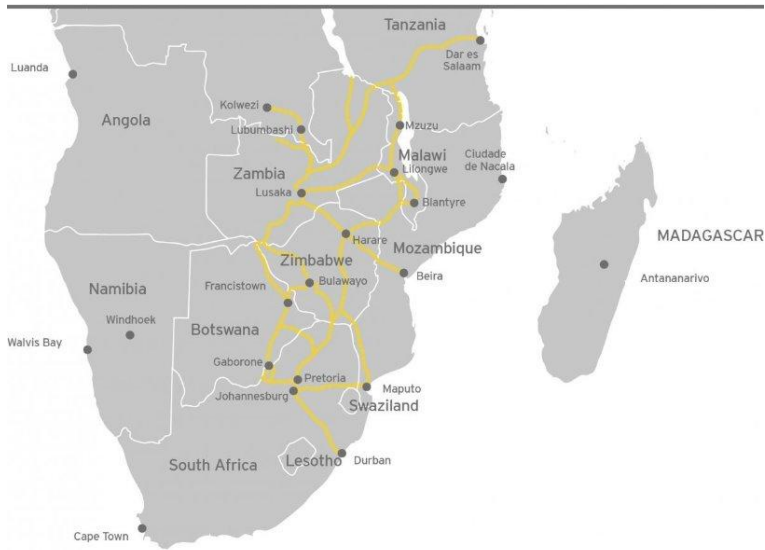 Tanzania
Dar es
Salaam
Luanda
Kolwezi
Angola
Lubumbashi
Mzuzu
Malawi
Ciudade
de Nacala
Zambia
Lilongwe
Lusaka
Blantyre
Harare
Mozambique
MADAGASCAR
Zimbabwe
Beira
Antananarivo
Namibia
Francistown
Bulawayo
Windhoek
Botswana
Walvis Bay
Gaborone
Pretoria
Maputo
Johannesburg
Swaziland
South Africa
Lesotho
Durban
Cape Town